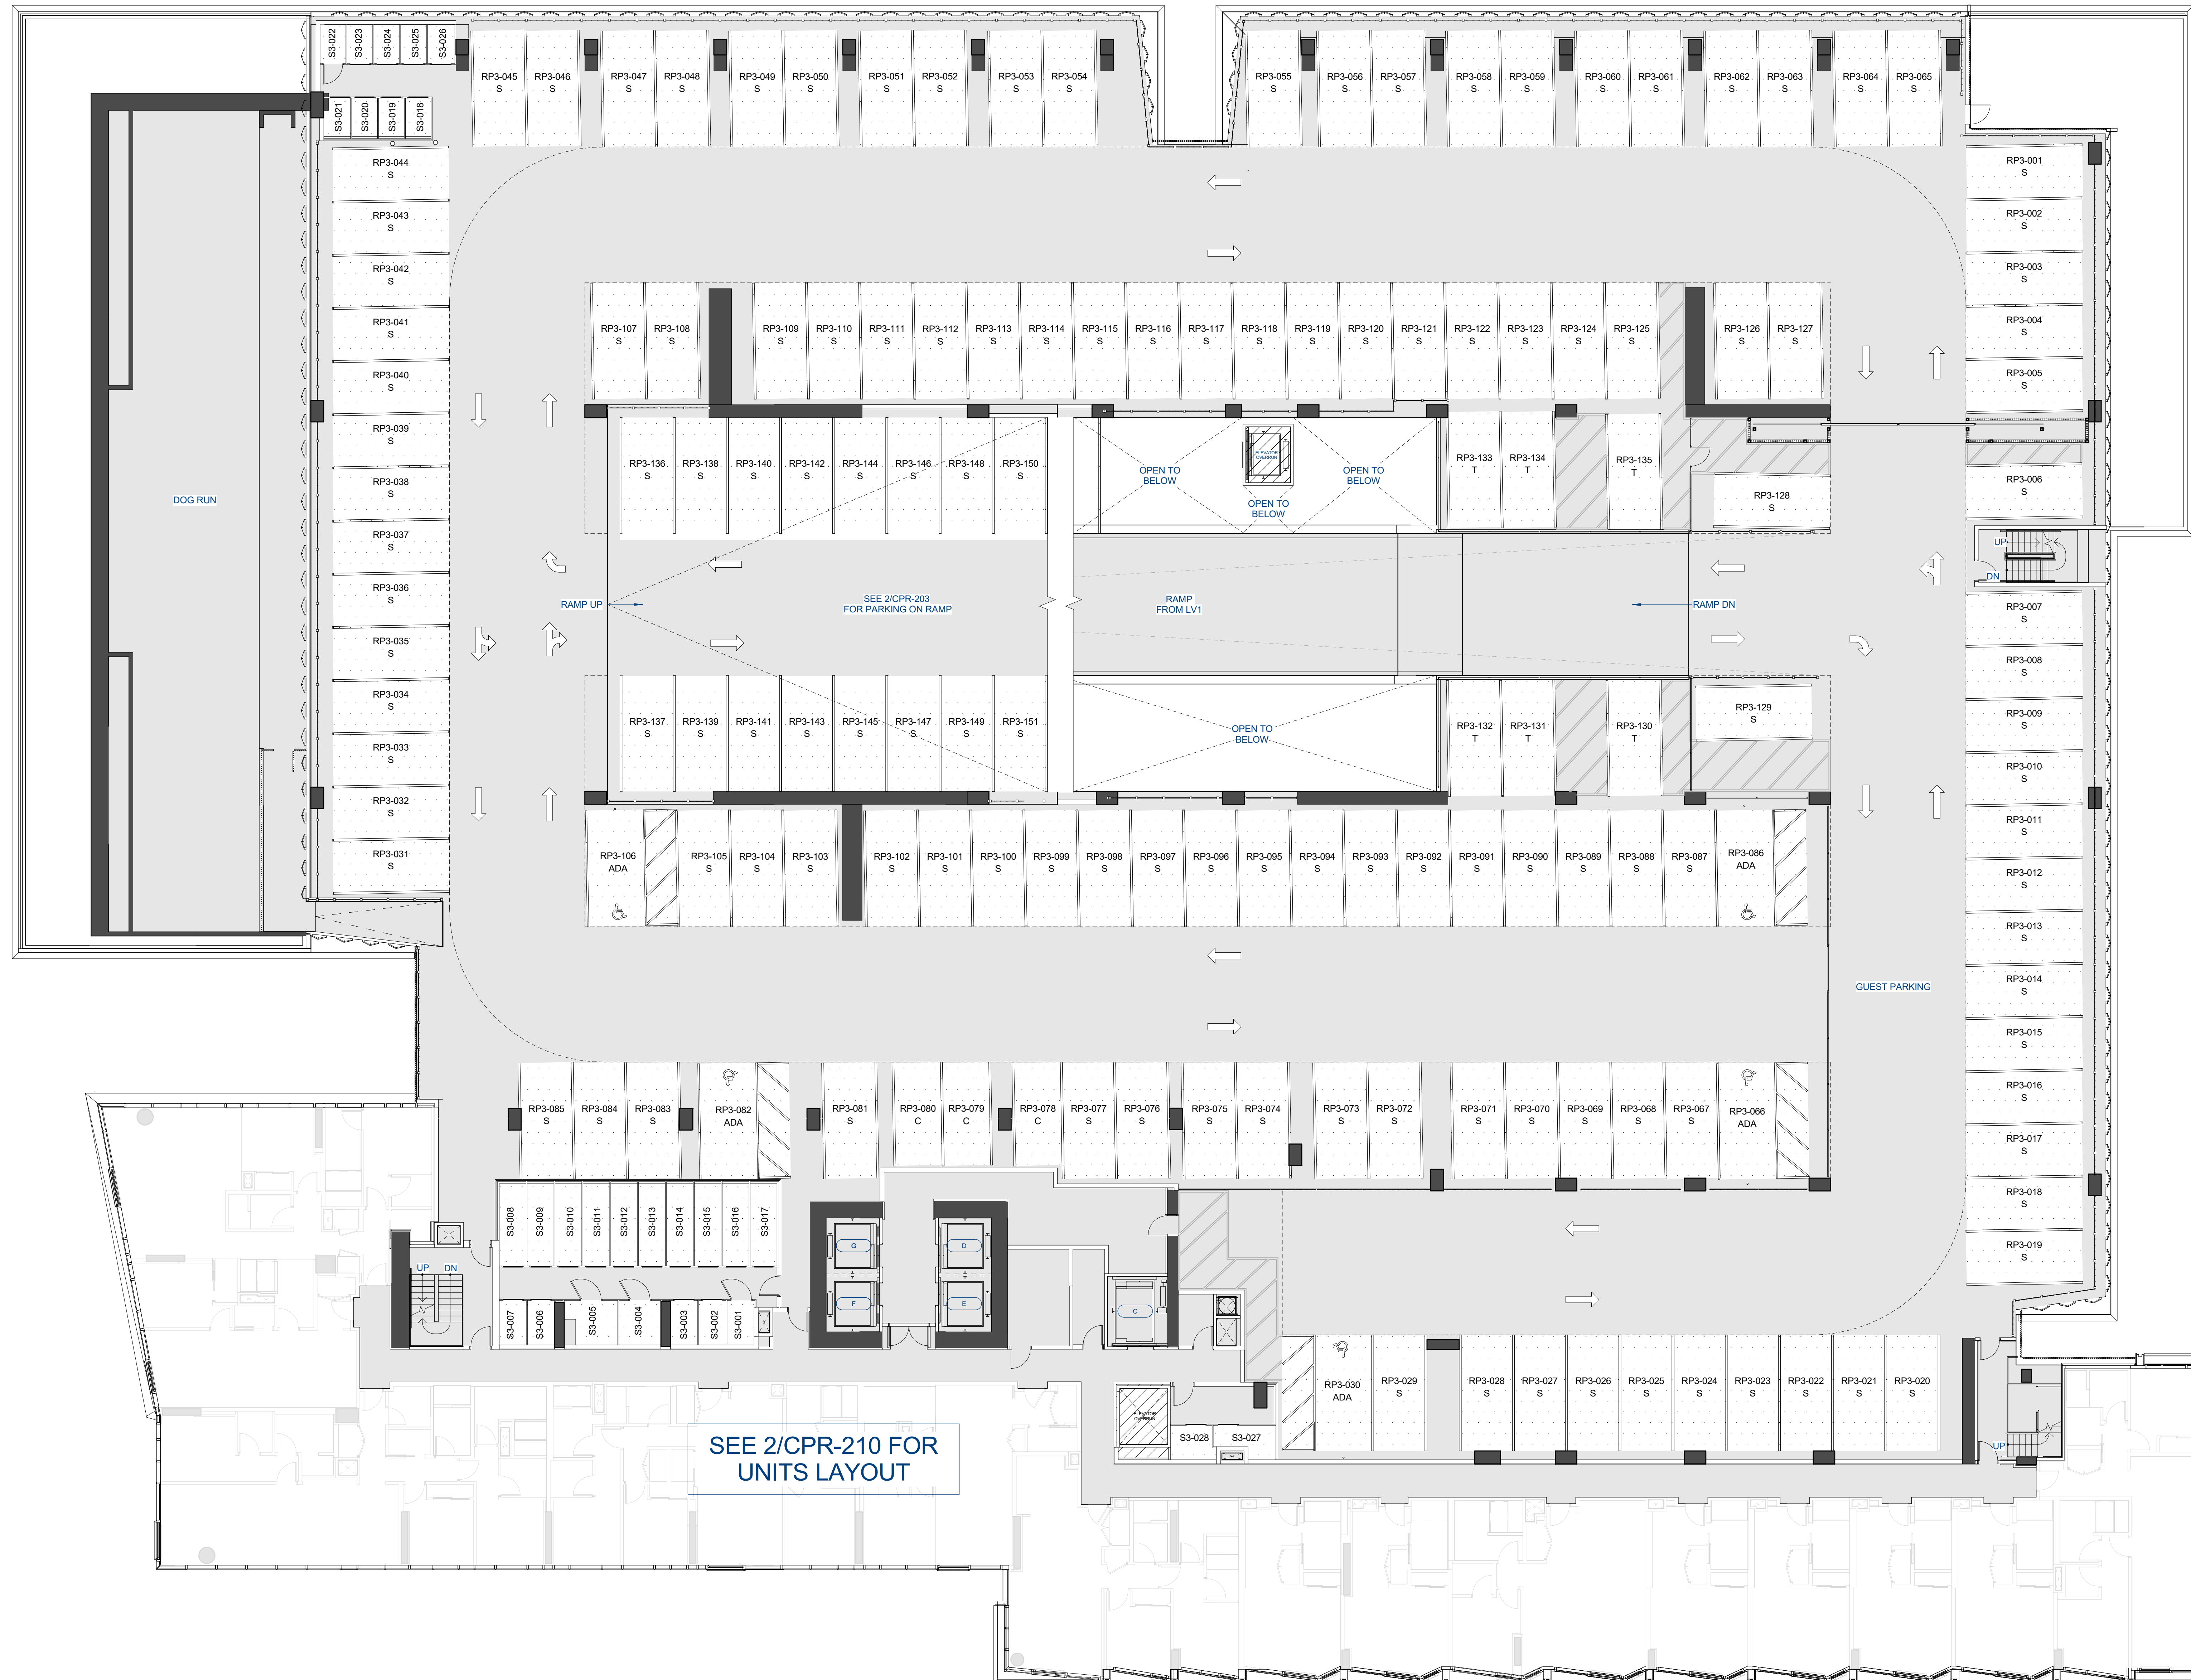 S3-022
S3-023
S3-024
S3-025
S3-026
RP3-045
S
RP3-046
S
RP3-047
S
RP3-048
S
RP3-049
S
RP3-050
S
RP3-051
S
RP3-052
S
RP3-053
S
RP3-054
S
RP3-055
S
RP3-056
S
RP3-057
S
RP3-058
S
RP3-059
S
RP3-060
S
RP3-061
S
RP3-062
S
RP3-063
S
RP3-064
S
RP3-065
S
S3-021
S3-020
S3-019
S3-018
RP3-044
S
RP3-043
S
RP3-042
S
RP3-041
S
RP3-040
S
RP3-039
S
RP3-038
S
RP3-037
S
RP3-036
S
RP3-035
S
RP3-034
S
RP3-033
S
RP3-032
S
RP3-031
S
DOG RUN
RP3-001
S
RP3-002
S
RP3-003
S
RP3-004
S
RP3-005
S
RP3-006
S
UP
DN
RP3-007
S
RP3-008
S
RP3-009
S
RP3-010
S
RP3-011
S
RP3-012
S
RP3-013
S
RP3-014
S
RP3-015
S
RP3-016
S
RP3-017
S
RP3-018
S
RP3-019
S
RP3-107
S
RP3-108
S
RP3-109
S
RP3-110
S
RP3-111
S
RP3-112
S
RP3-113
S
RP3-114
S
RP3-115
S
RP3-116
S
RP3-117
S
RP3-118
S
RP3-119
S
RP3-120
S
RP3-121
S
RP3-122
S
RP3-123
S
RP3-124
S
RP3-125
S
RP3-126
S
RP3-127
S
RP3-136
S
RP3-138
S
RP3-140
S
RP3-142
S
RP3-144
S
RP3-146
S
RP3-148
S
RP3-150
S
OPEN TO
BELOW
ELEVATOR
OVERRUN
OPEN TO
BELOW
OPEN TO
BELOW
RP3-133
T
RP3-134
T
RP3-135
T
RP3-128
S
RAMP UP
SEE 2/CPR-203
FOR PARKING ON RAMP
RAMP
FROM LV1
RAMP DN
RP3-137
S
RP3-139
S
RP3-141
S
RP3-143
S
RP3-145
S
RP3-147
S
RP3-149
S
RP3-151
S
OPEN TO
BELOW
RP3-132
T
RP3-131
T
RP3-130
T
RP3-129
S
RP3-106
ADA
RP3-105
S
RP3-104
S
RP3-103
S
RP3-102
S
RP3-101
S
RP3-100
S
RP3-099
S
RP3-098
S
RP3-097
S
RP3-096
S
RP3-095
S
RP3-094
S
RP3-093
S
RP3-092
S
RP3-091
S
RP3-090
S
RP3-089
S
RP3-088
S
RP3-087
S
RP3-086
ADA
GUEST PARKING
RP3-085
S
RP3-084
S
RP3-083
S
RP3-082
ADA
RP3-081
S
RP3-080
C
RP3-079
C
RP3-078
C
RP3-077
S
RP3-076
S
RP3-075
S
RP3-074
S
RP3-073
S
RP3-072
S
RP3-071
S
RP3-070
S
RP3-069
S
RP3-068
S
RP3-067
S
RP3-066
ADA
S3-008
S3-009
S3-010
S3-011
S3-012
S3-013
S3-014
S3-015
S3-016
S3-017
G
D
UP
DN
F
E
C
S3-007
S3-006
S3-005
S3-004
S3-003
S3-002
S3-001
RP3-030
ADA
RP3-029
S
RP3-028
S
RP3-027
S
RP3-026
S
RP3-025
S
RP3-024
S
RP3-023
S
RP3-022
S
RP3-021
S
RP3-020
S
ELEVATOR
OVERRUN
S3-028
S3-027
UP
SEE 2/CPR-210 FOR
UNITS LAYOUT